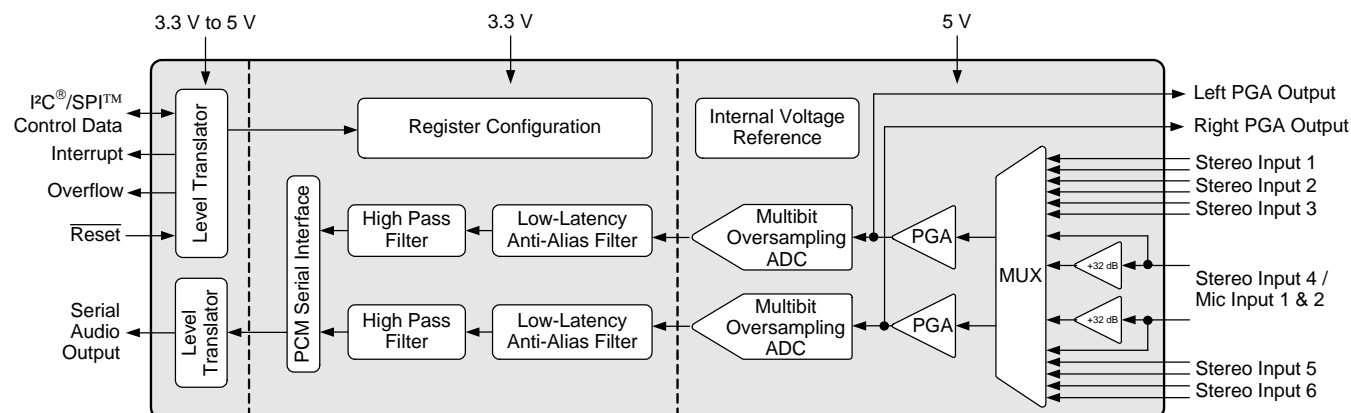 3.3 V to 5 V
3.3 V
5 V
I²C®/SPI™
Control Data
Interrupt
Overflow
Reset
Serial
Audio
Output
Level Translator
Level
Translator
Register Configuration
Internal Voltage
Reference
PCM Serial Interface
High Pass
Filter
Low-Latency
Anti-Alias Filter
Multibit
Oversampling
ADC
PGA
High Pass
Filter
Low-Latency
Anti-Alias Filter
Multibit
Oversampling
ADC
PGA
MUX
+32 dB
+32 dB
Left PGA Output
Right PGA Output
Stereo Input 1
Stereo Input 2
Stereo Input 3
Stereo Input 4 /
Mic Input 1 & 2
Stereo Input 5
Stereo Input 6